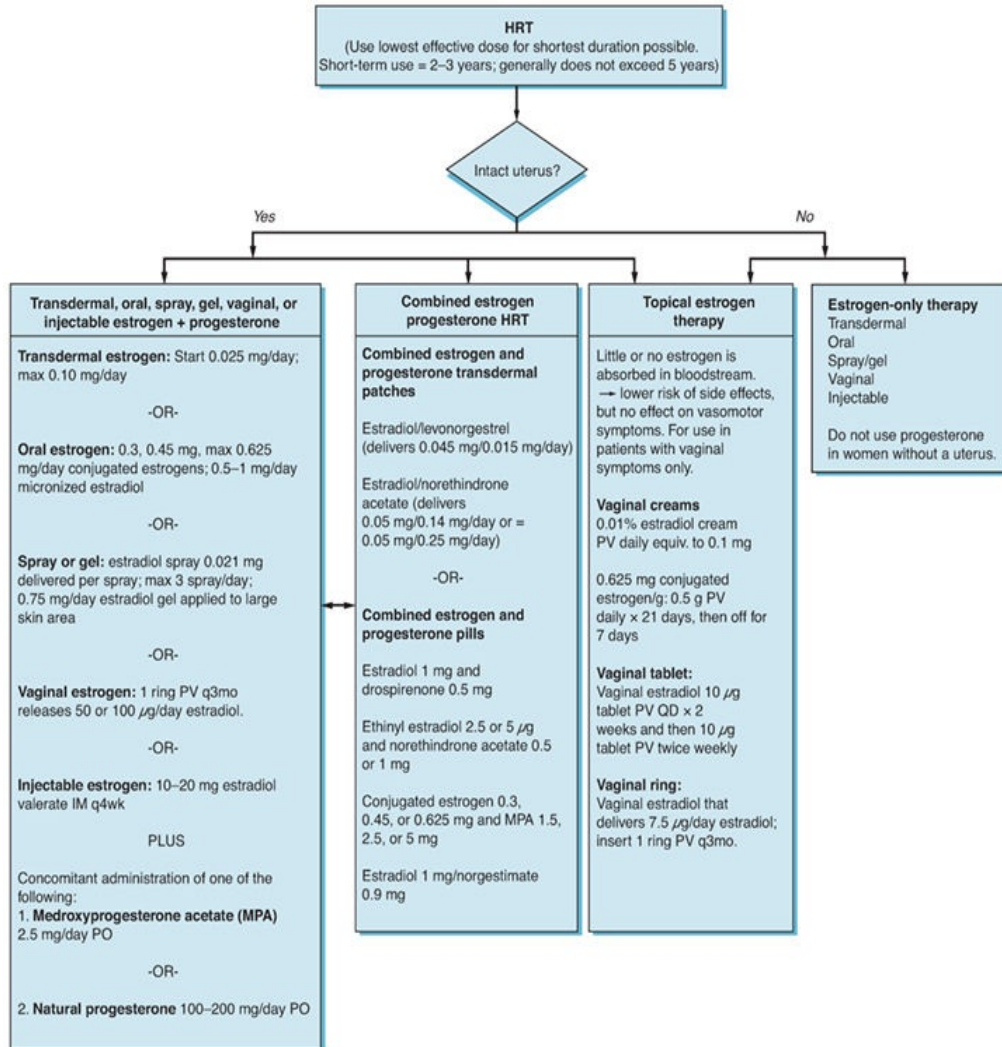 HRT
(Use lowest effective dose for shortest duration possible.
Short-term use = 2–3 years; generally does not exceed 5 years)
Intact uterus?
Yes
No
Transdermal, oral, spray, gel, vaginal, or
injectable estrogen + progesterone
Transdermal estrogen: Start 0.025 mg/day;
max 0.10 mg/day
-OR-
Oral estrogen: 0.3, 0.45 mg, max 0.625
mg/day conjugated estrogens; 0.5–1 mg/day
micronized estradiol
-OR-
Spray or gel: estradiol spray 0.021 mg
delivered per spray; max 3 spray/day;
0.75 mg/day estradiol gel applied to large
skin area
-OR-
Vaginal estrogen: 1 ring PV q3mo
releases 50 or 100 µg/day estradiol.
-OR-
Injectable estrogen: 10–20 mg estradiol
valerate IM q4wk
PLUS
Concomitant administration of one of the
following:
1. Medroxyprogesterone acetate (MPA)
2.5 mg/day PO
-OR-
2. Natural progesterone 100–200 mg/day PO
Combined estrogen
progesterone HRT
Combined estrogen and
progesterone transdermal
patches
Estradiol/levonorgestrel
(delivers 0.045 mg/0.015 mg/day)
Estradiol/norethindrone
acetate (delivers
0.05 mg/0.14 mg/day or =
0.05 mg/0.25 mg/day)
-OR-
Combined estrogen and
progesterone pills
Estradiol 1 mg and
drospirenone 0.5 mg
Ethinyl estradiol 2.5 or 5 µg
and norethindrone acetate 0.5
or 1 mg
Conjugated estrogen 0.3,
0.45, or 0.625 mg and MPA 1.5,
2.5, or 5 mg
Estradiol 1 mg/norgestimate
0.9 mg
Topical estrogen
therapy
Little or no estrogen is
absorbed in bloodstream.
→ lower risk of side effects,
but no effect on vasomotor
symptoms. For use in
patients with vaginal
symptoms only.
Vaginal creams
0.01% estradiol cream
PV daily equiv. to 0.1 mg
0.625 mg conjugated
estrogen/g: 0.5 g PV
daily × 21 days, then off for
7 days
Vaginal tablet:
Vaginal estradiol 10 µg
tablet PV QD × 2
weeks and then 10 µg
tablet PV twice weekly
Vaginal ring:
Vaginal estradiol that
delivers 7.5 µg/day estradiol;
insert 1 ring PV q3mo.
Estrogen-only therapy
Transdermal
Oral
Spray/gel
Vaginal
Injectable
Do not use progesterone
in women without a uterus.